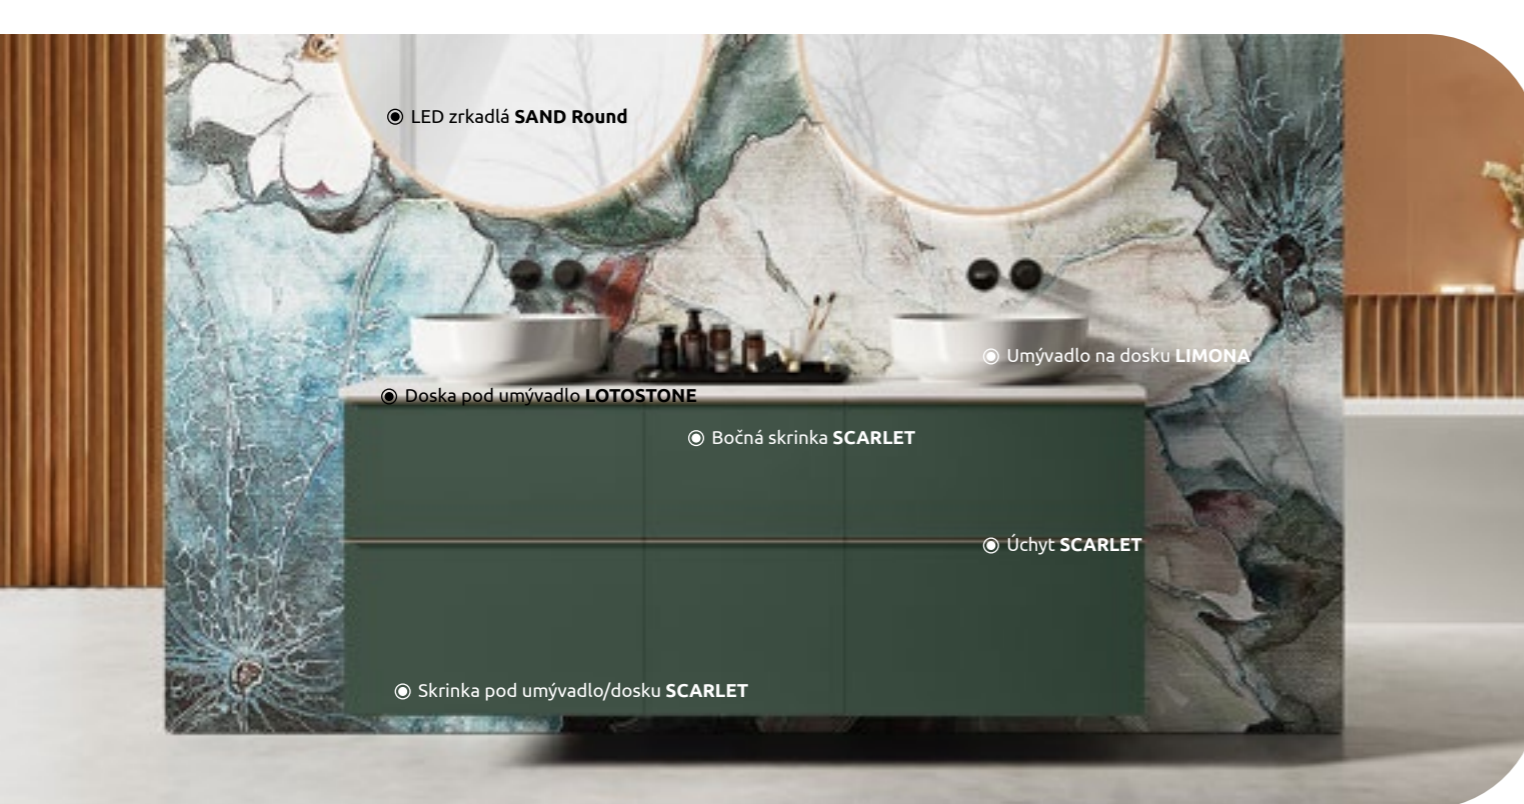 LED zrkadlá SAND Round
Umývadlo na dosku LIMONA
Doska pod umývadlo LOTOSTONE
Bočná skrinka SCARLET
Úchyt SCARLET
Skrinka pod umývadlo/dosku SCARLET